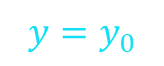 y = y₀